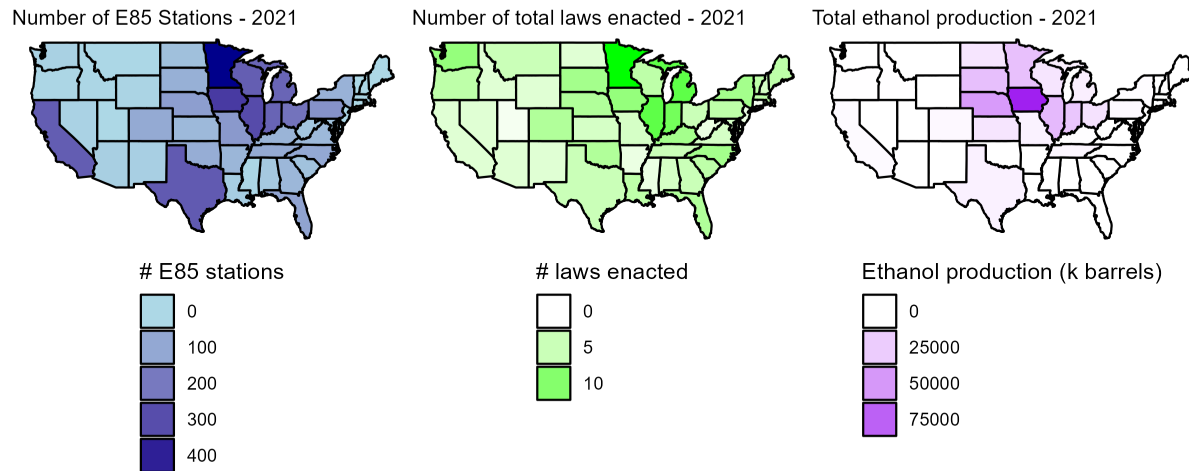 Number of E85 Stations - 2021
Number of total laws enacted - 2021
Total ethanol production - 2021
# E85 stations
0
100
200
300
400
# laws enacted
0
5
10
Ethanol production (k barrels)
0
25000
50000
75000